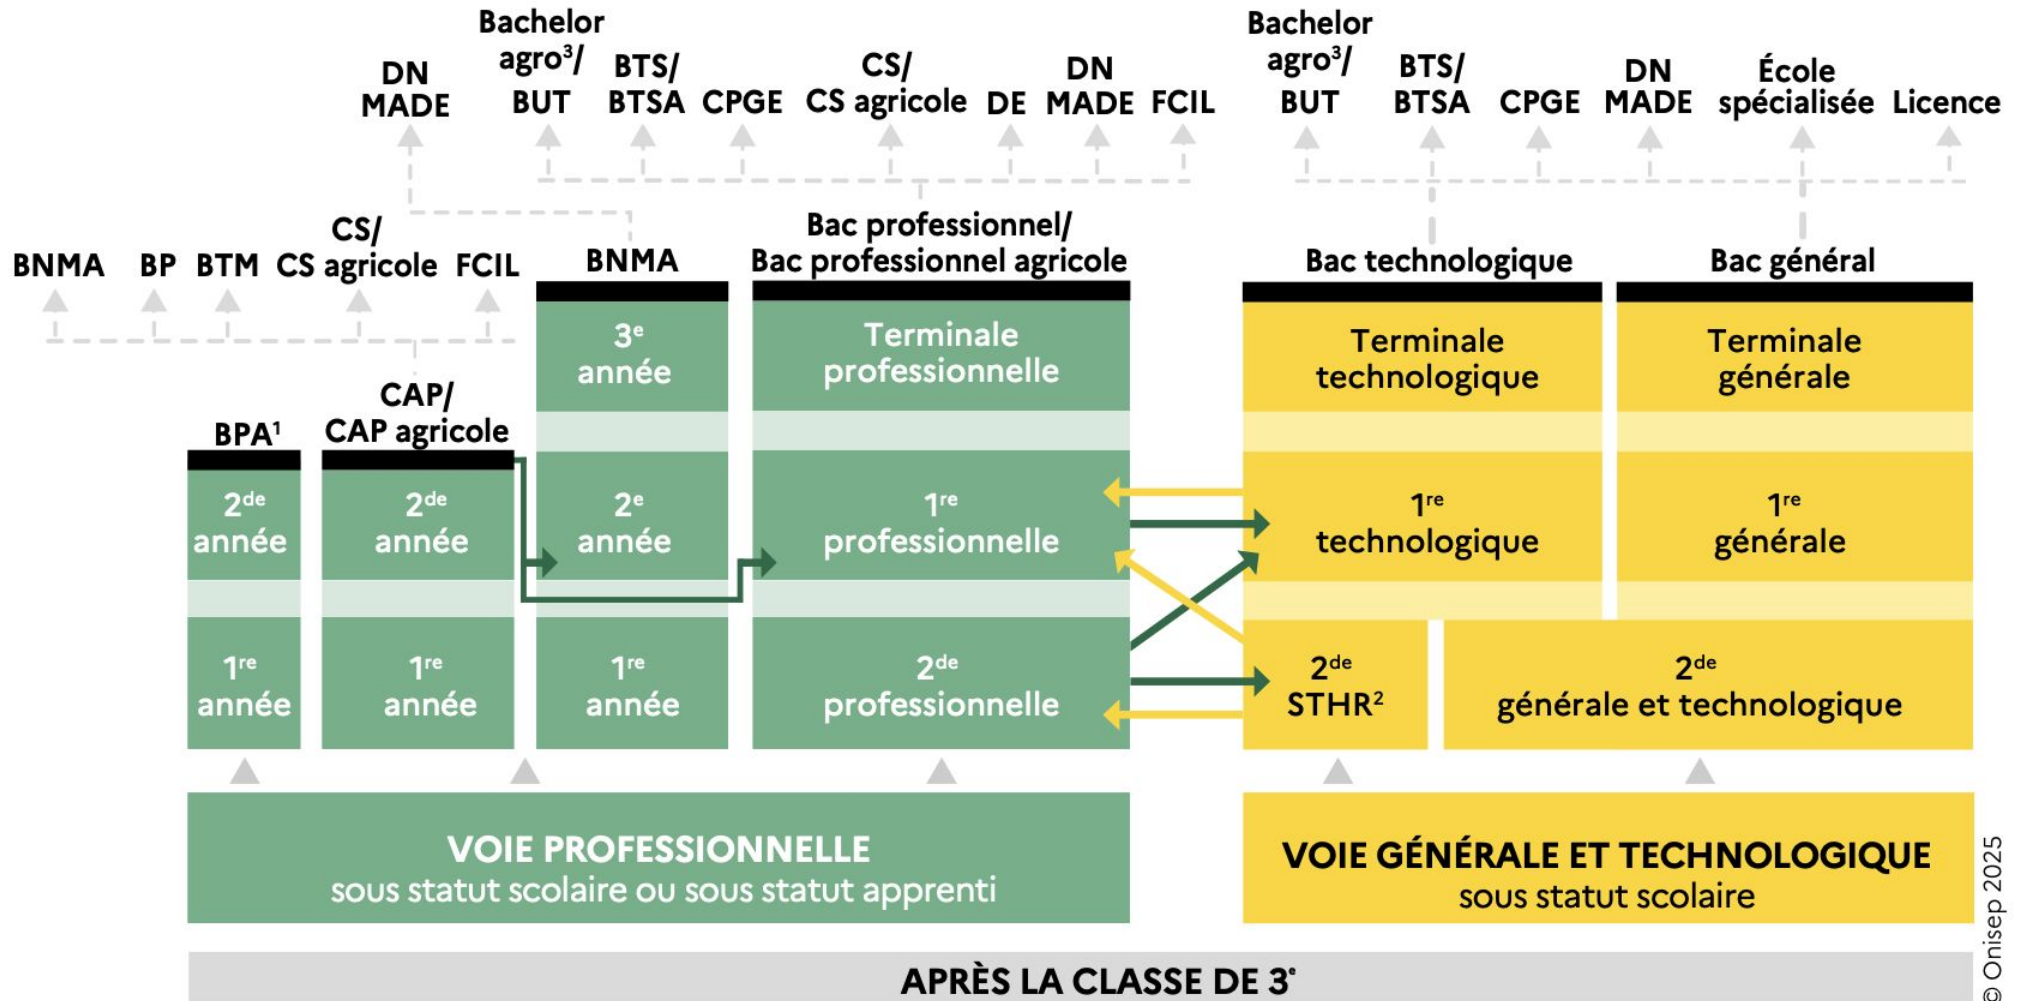 Bachelor
agro³/
BUT
BTS/
BTSA
CPGE
CS/
CS agricole
DE
DN
MADE
FCIL
Bachelor
agro³/
BUT
BTS/
BTSA
CPGE
DN
MADE
École
spécialisée
Licence
DN
MADE
BNMA
BP
BTM
CS/
CS agricole
FCIL
BNMA
Bac professionnel/
Bac professionnel agricole
Bac technologique
Bac général
3e
année
Terminale
professionnelle
Terminale
technologique
Terminale
générale
BPA¹
CAP/
CAP agricole
2de
année
2de
année
2e
année
1re
professionnelle
1re
technologique
1re
générale
1re
année
1re
année
1re
année
2de
professionnelle
2de
STHR²
2de
générale et technologique
VOIE PROFESSIONNELLE
sous statut scolaire ou sous statut apprenti
VOIE GÉNÉRALE ET TECHNOLOGIQUE
sous statut scolaire
APRÈS LA CLASSE DE 3e
© Onisep 2025